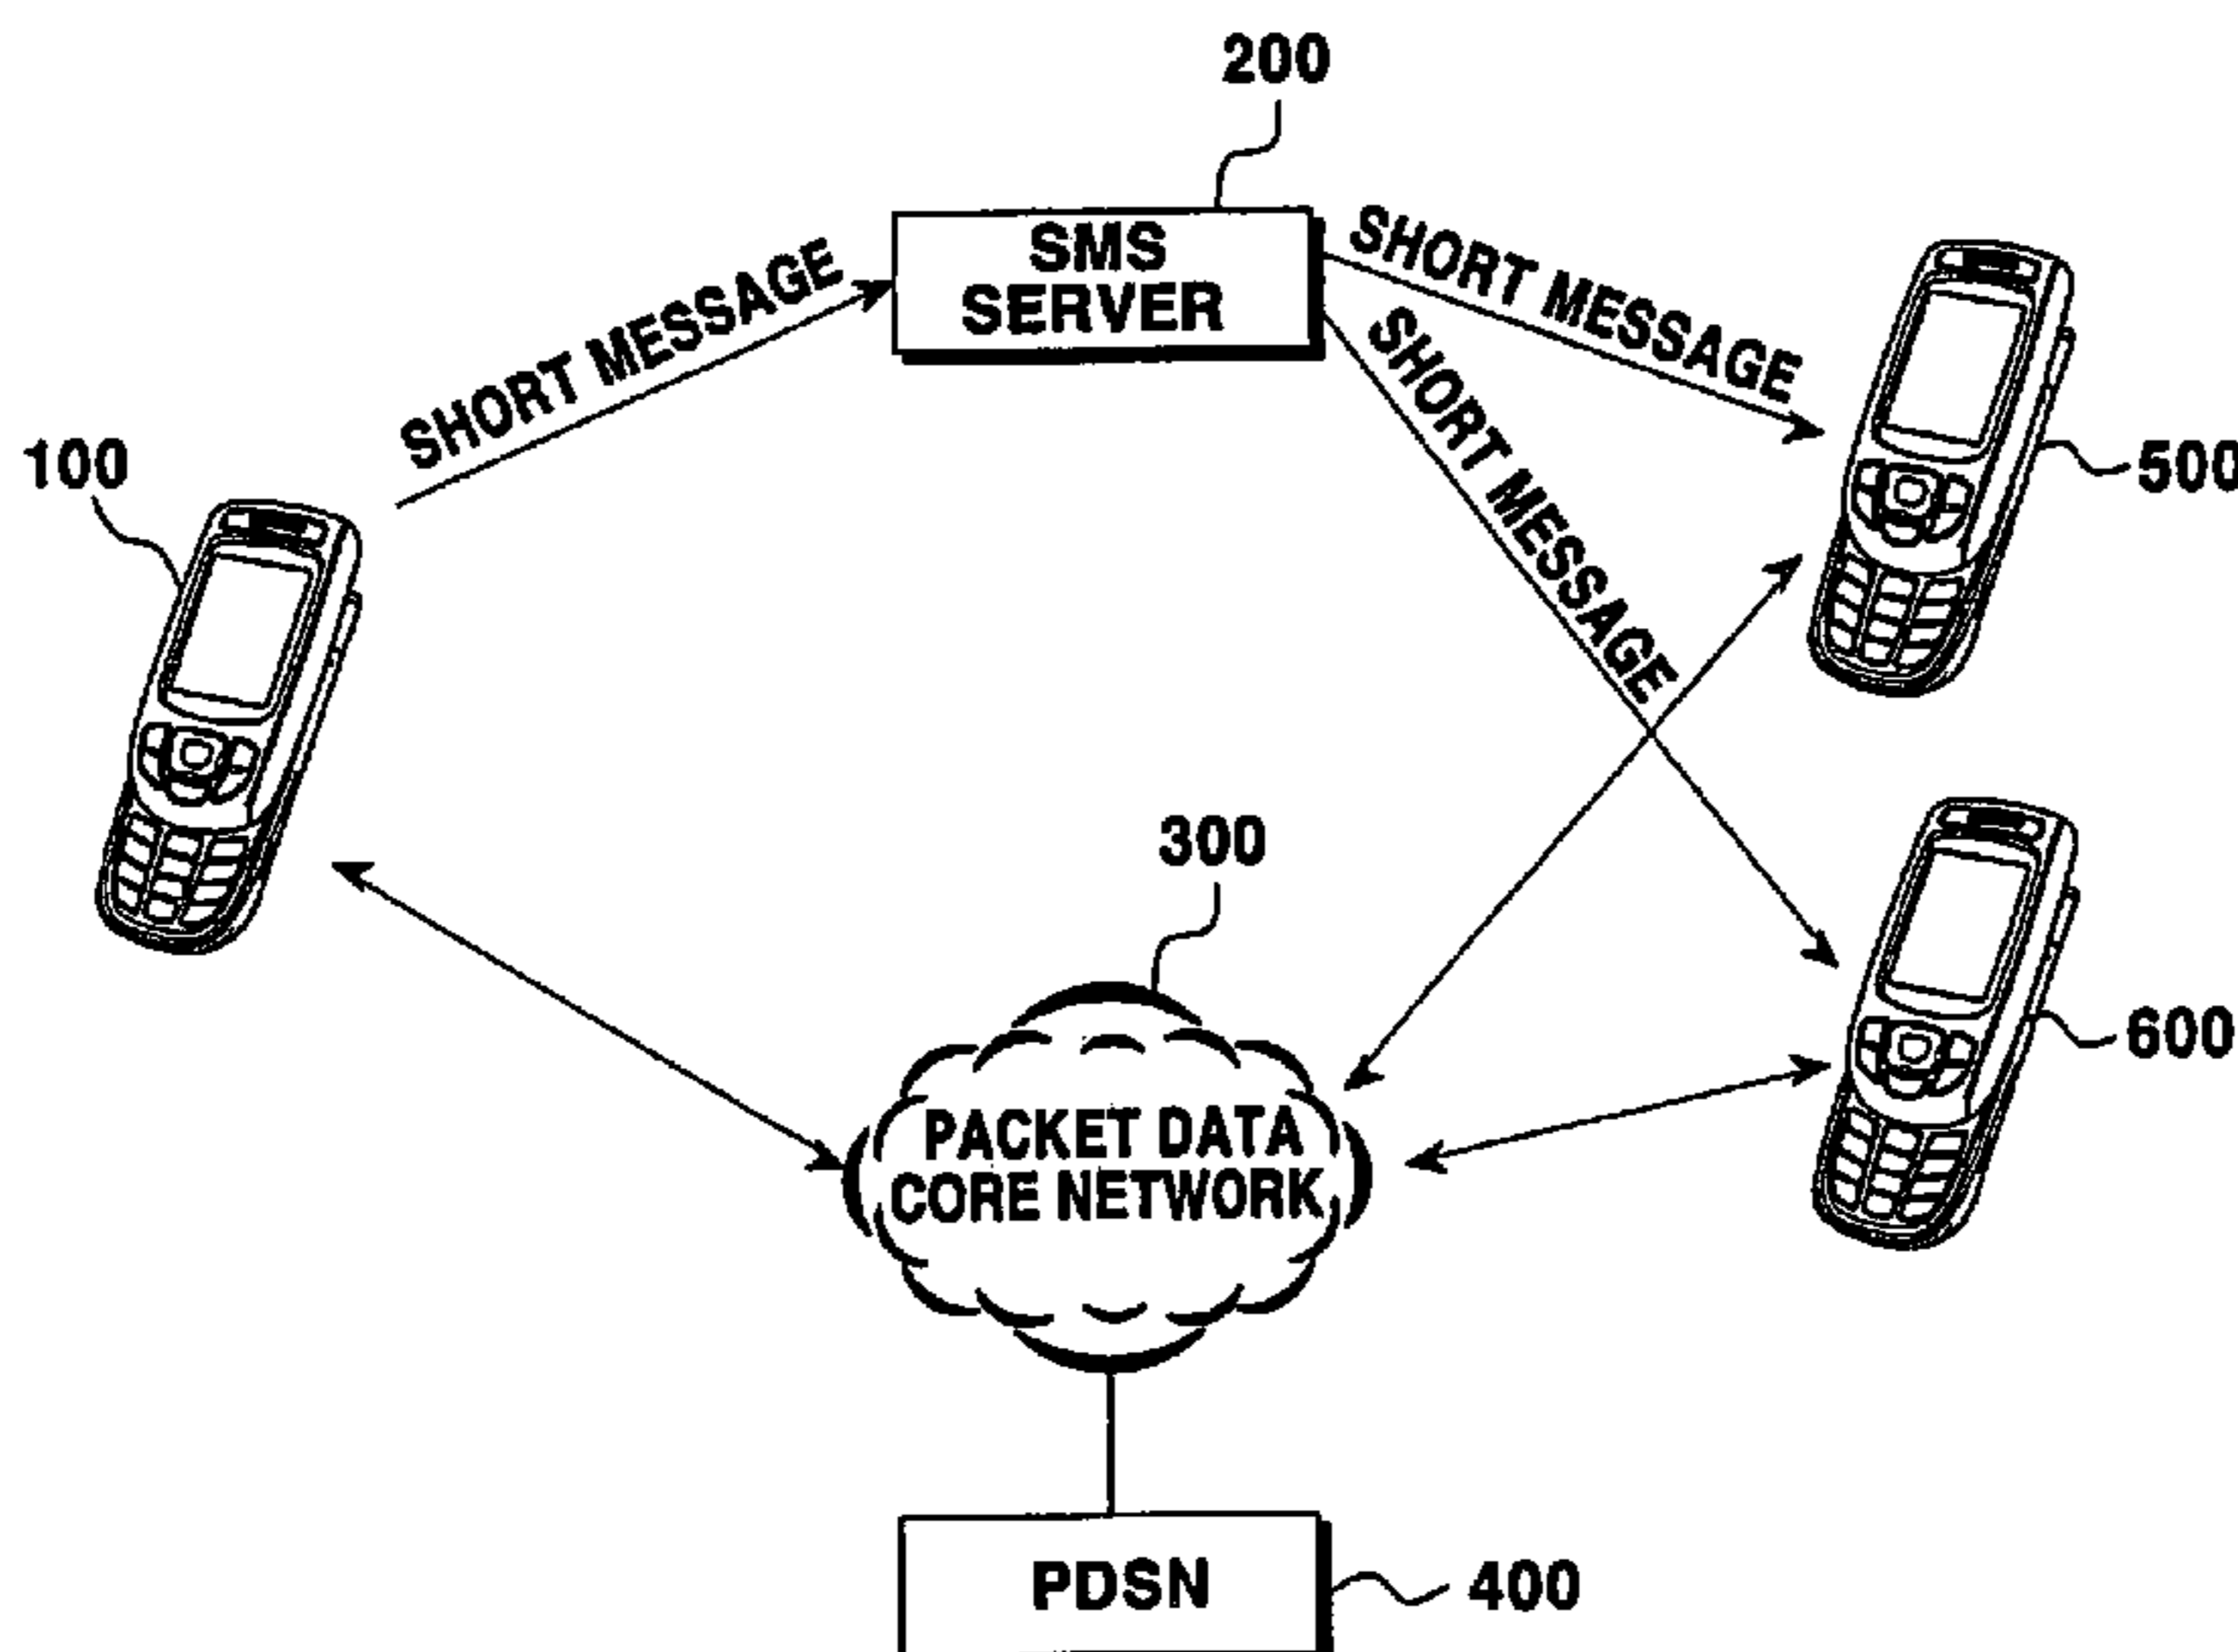 200
SMS
SERVER
SHORT MESSAGE
SHORT MESSAGE
SHORT MESSAGE
100
500
300
600
PACKET DATA
CORE NETWORK
PDSN
400